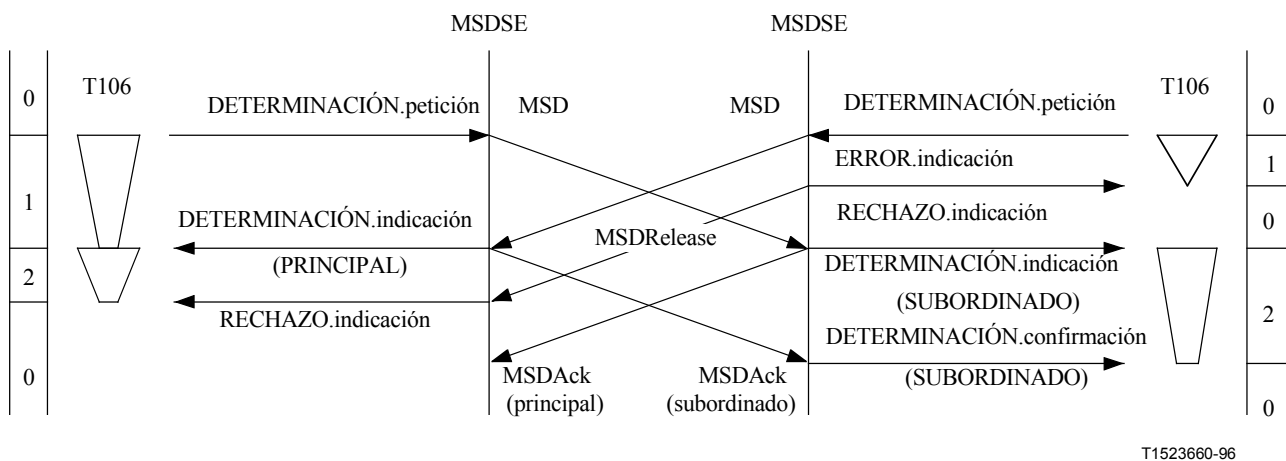 MSDSE MSDSE
T106 T106
0 DETERMINACIÓN.petición MSD MSD DETERMINACIÓN.petición 0
ERROR.indicación
1
1 RECHAZO.indicación
DETERMINACIÓN.indicación 0
MSDRelease
(PRINCIPAL) DETERMINACIÓN.indicación
2 (SUBORDINADO)
RECHAZO.indicación 2
DETERMINACIÓN.confirmación
0 MSDAck MSDAck (SUBORDINADO)
(principal) (subordinado) 0
T1523660-96